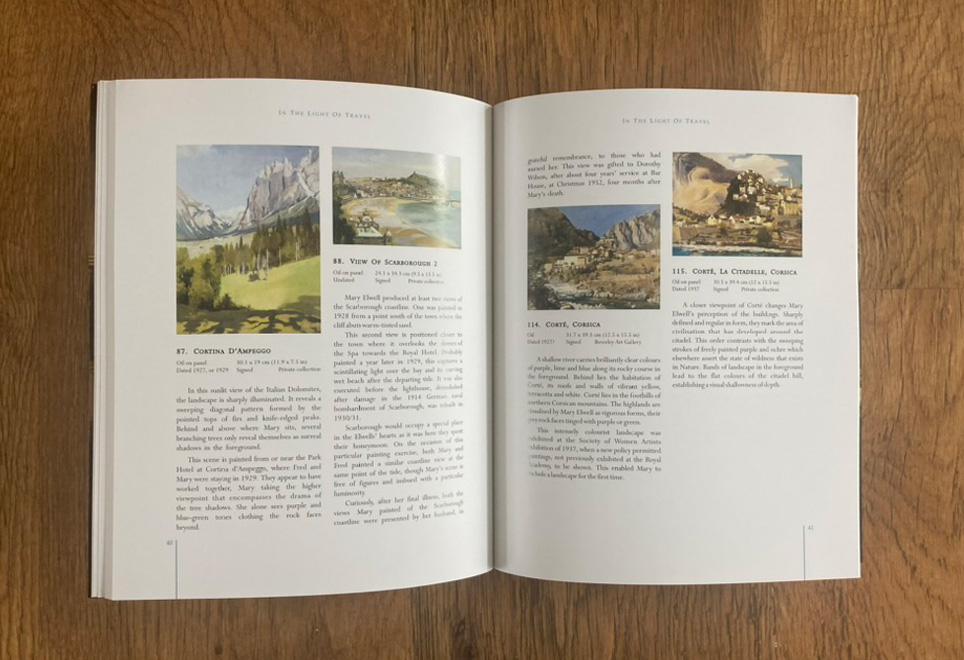 In The Light Of Travel
87. Cortina D'Ampeggo
Oil on panel 30.3 x 19 cm (11.9 x 7.5 in)
Dated 1927, or 1929 Signed Private collection
In this sunlit view of the Italian Dolomites,
the landscape is sharply illuminated. It reveals a
sweeping diagonal pattern formed by the
pointed tops of firs and knife-edged peaks.
Behind and above where Mary sits, several
branching trees only reveal themselves as surreal
shadows in the foreground.
This scene is painted from or near the Park
Hotel at Cortina d'Ampeggo, where Fred and
Mary were staying in 1929. They appear to have
worked together, Mary taking the higher
viewpoint that encompasses the drama of
the tree shadows. She alone sees purple and
blue-green tones clothing the rock faces
beyond.
88. View Of Scarborough 2
Oil on panel 24.1 x 34.3 cm (9.5 x 13.5 in)
Undated Signed Private collection
Mary Elwell produced at least two views of
the Scarborough coastline. One was painted in
1928 from a point south of the town where the
cliff abuts warm-tinted sand.
This second view is positioned closer to
the town where it overlooks the domes of
the Spa towards the Royal Hotel. Probably
painted a year later in 1929, this captures a
scintillating light over the bay and its curving
wet beach after the departing tide. It was also
executed before the lighthouse, demolished
after damage in the 1914 German naval
bombardment of Scarborough, was rebuilt in
1930/31.
Scarborough would occupy a special place
in the Elwells' hearts as it was here they spent
their honeymoon. On the occasion of this
particular painting exercise, both Mary and
Fred painted a similar coastline view at the
same point of the tide, though Mary's scene is
free of figures and imbued with a particular
luminosity.
Curiously, after her final illness, both the
views Mary painted of the Scarborough
coastline were presented by her husband, in
40
In The Light Of Travel
grateful remembrance, to those who had
nursed her. This view was gifted to Dorothy
Wilson, after about four years' service at Bar
House, at Christmas 1952, four months after
Mary's death.
114. Corté, Corsica
Oil 31.7 x 39.3 cm (12.5 x 15.5 in)
Dated 1927? Signed Beverley Art Gallery
A shallow river carries brilliantly clear colours
of purple, lime and blue along its rocky course in
the foreground. Behind lies the habitation of
Corté, its roofs and walls of vibrant yellow,
terracotta and white. Corté lies in the foothills of
northern Corsican mountains. The highlands are
visualised by Mary Elwell as rigorous forms, their
grey rock faces tinged with purple or green.
This intensely colourist landscape was
exhibited at the Society of Women Artists
exhibition of 1937, when a new policy permitted
paintings, not previously exhibited at the Royal
Academy, to be shown. This enabled Mary to
include a landscape for the first time.
115. Corté, La Citadelle, Corsica
Oil on panel 30.5 x 39.4 cm (12 x 15.5 in)
Dated 1937 Signed Private collection
A closer viewpoint of Corté changes Mary
Elwell's perception of the buildings. Sharply
defined and regular in form, they mark the area of
civilisation that has developed around the
citadel. This order contrasts with the sweeping
strokes of freely painted purple and ochre which
elsewhere assert the state of wildness that exists
in Nature. Bands of landscape in the foreground
lead to the flat colours of the citadel hill,
establishing a visual shallowness of depth.
41